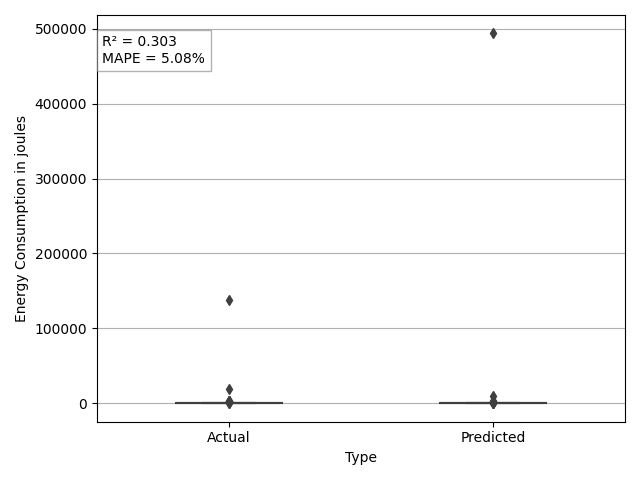 R² = 0.303
MAPE = 5.08%
Energy Consumption in joules
500000
400000
300000
200000
100000
0
Actual
Predicted
Type